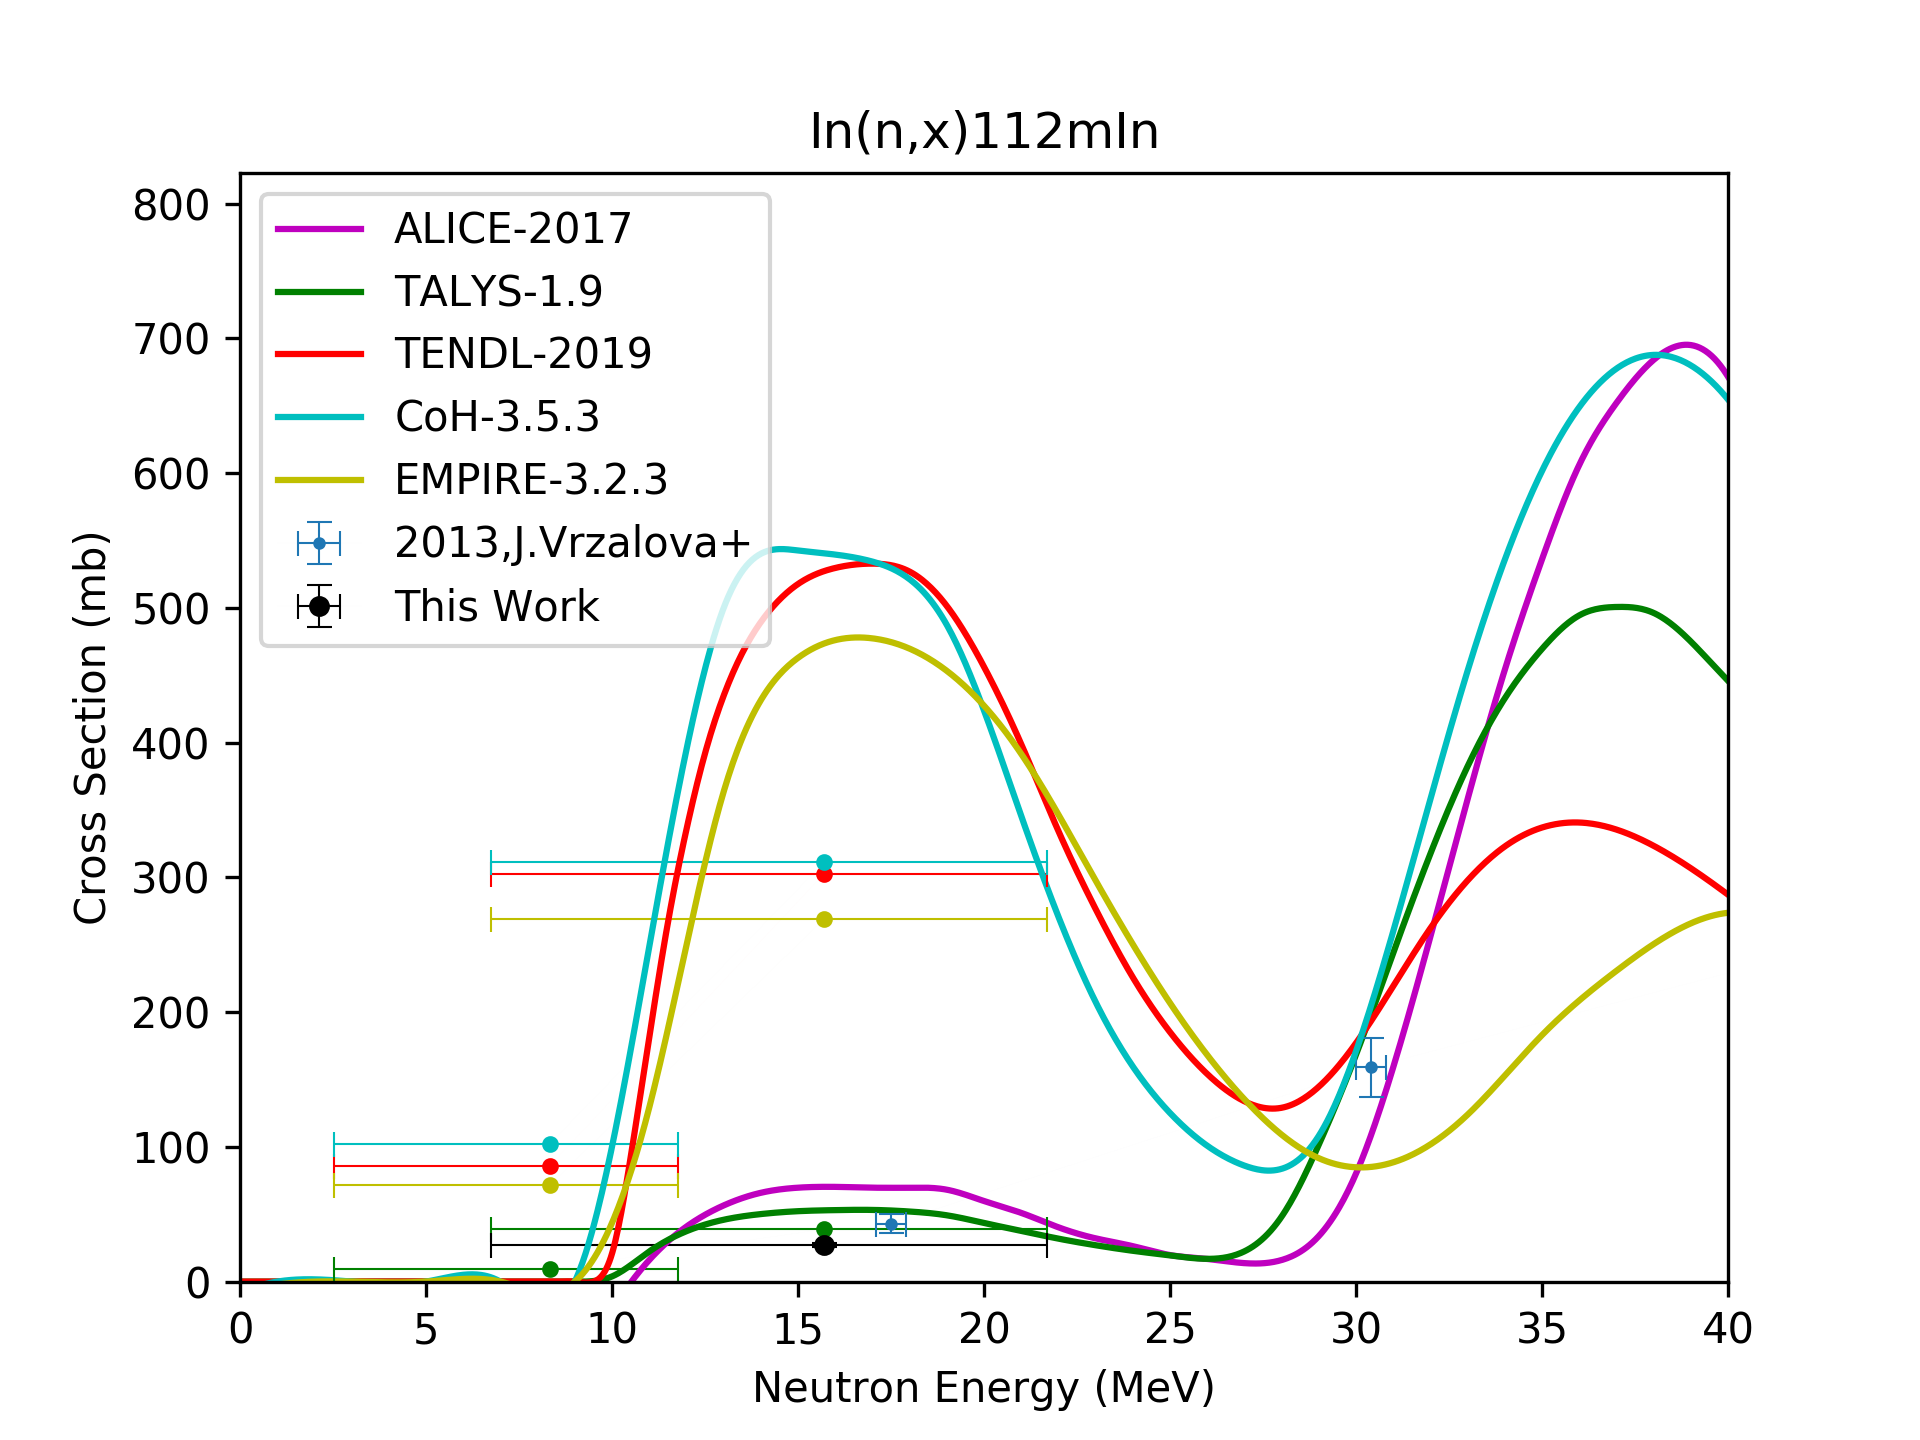 In(n,x)112mIn
800
700
600
500
400
300
200
100
0
Cross Section (mb)
ALICE-2017
TALYS-1.9
TENDL-2019
CoH-3.5.3
EMPIRE-3.2.3
2013,J.Vrzalova+
This Work
0 5 10 15 20 25 30 35 40
Neutron Energy (MeV)